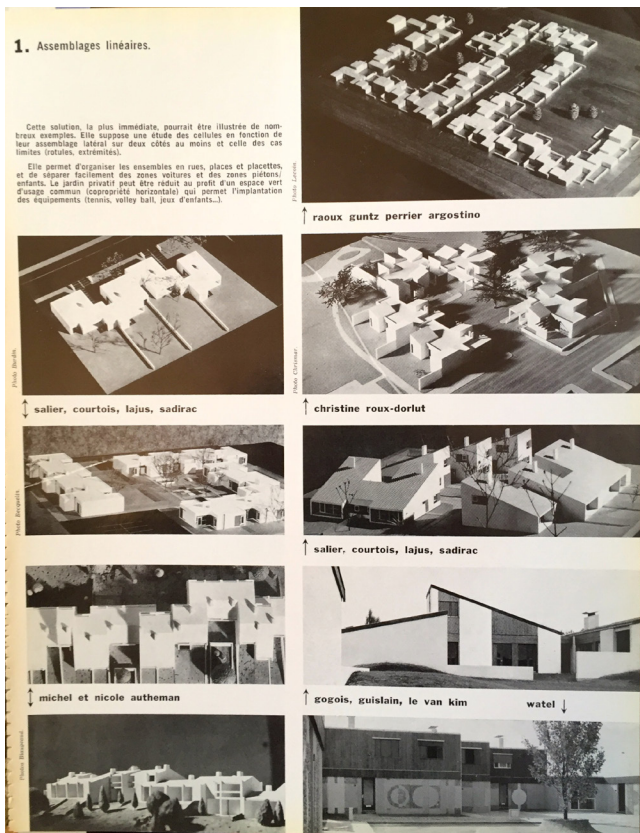 1. Assemblages linéaires.
Cette solution, la plus immédiate, pourrait être illustrée de nom-
breux exemples. Elle suppose une étude des cellules en fonction de
leur assemblage latéral sur deux côtés au moins et celle des cas
limites (rotules, extrémités).
Elle permet d'organiser les ensembles en rues, places et placettes,
et de séparer facilement des zones voitures et des zones piétons/
enfants. Le jardin privatif peut être réduit au profit d'un espace vert
d'usage commun (copropriété horizontale) qui permet l'implantation
des équipements (tennis, volley ball, jeux d'enfants...).
↑ raoux guntz perrier argostino
↕ salier, courtois, lajus, sadirac
↑ christine roux-dorlut
↑ salier, courtois, lajus, sadirac
↕ michel et nicoleautheman
↑ gogois, guislain, le van kim
watel ↓